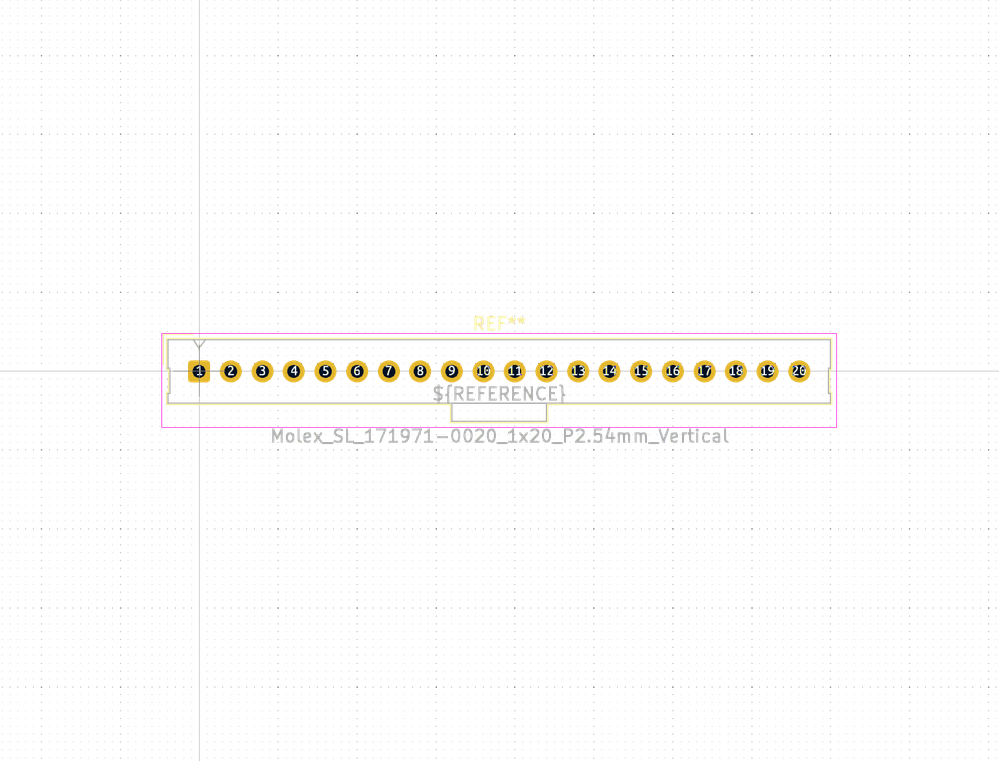 REF**
1 2 3 4 5 6 7 8 9 10 11 12 13 14 15 16 17 18 19 20
${REFERENCE}
Molex_SL_171971-0020_1x20_P2.54mm_Vertical